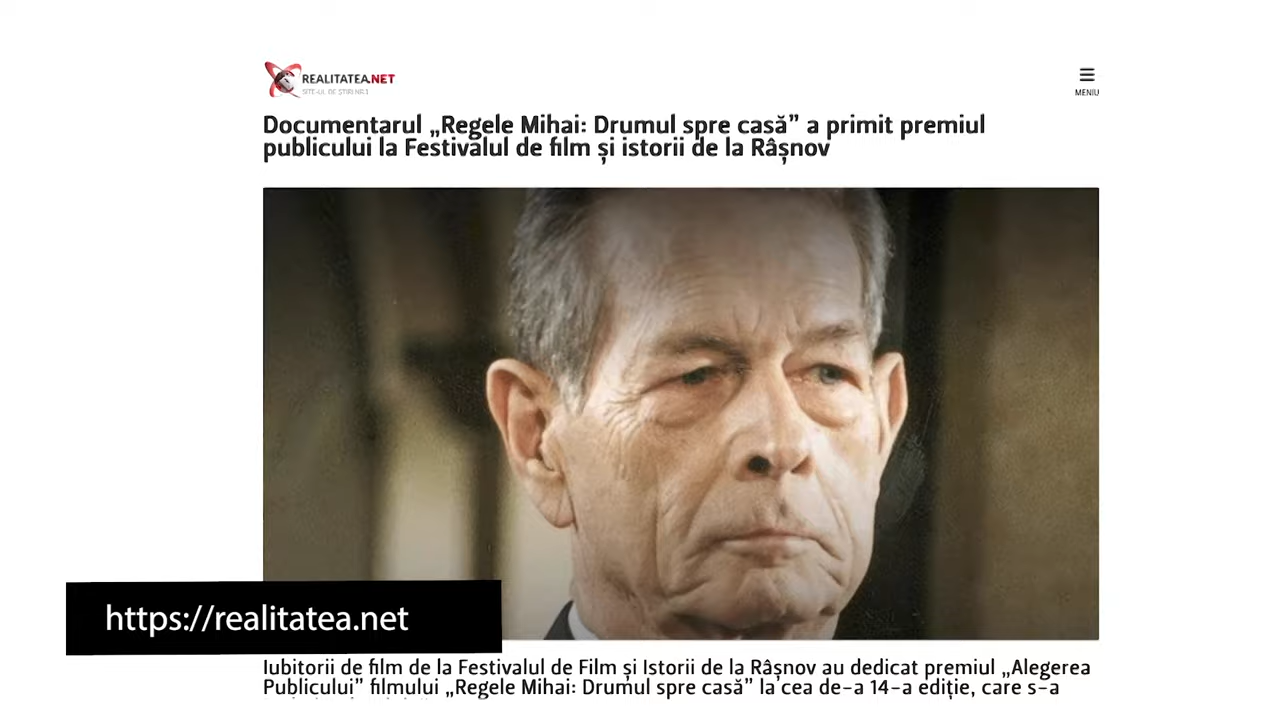 REALITATEA.NET
SITE-UL DE ȘTIRI NR.1
MENIU
Documentarul „Regele Mihai: Drumul spre casă” a primit premiul
publicului la Festivalul de film și istorii de la Râșnov
https://realitatea.net
Iubitorii de film de la Festivalul de Film și Istorii de la Râșnov au dedicat premiul „Alegerea
Publicului” filmului „Regele Mihai: Drumul spre casă” la cea de-a 14-a ediție, care s-a